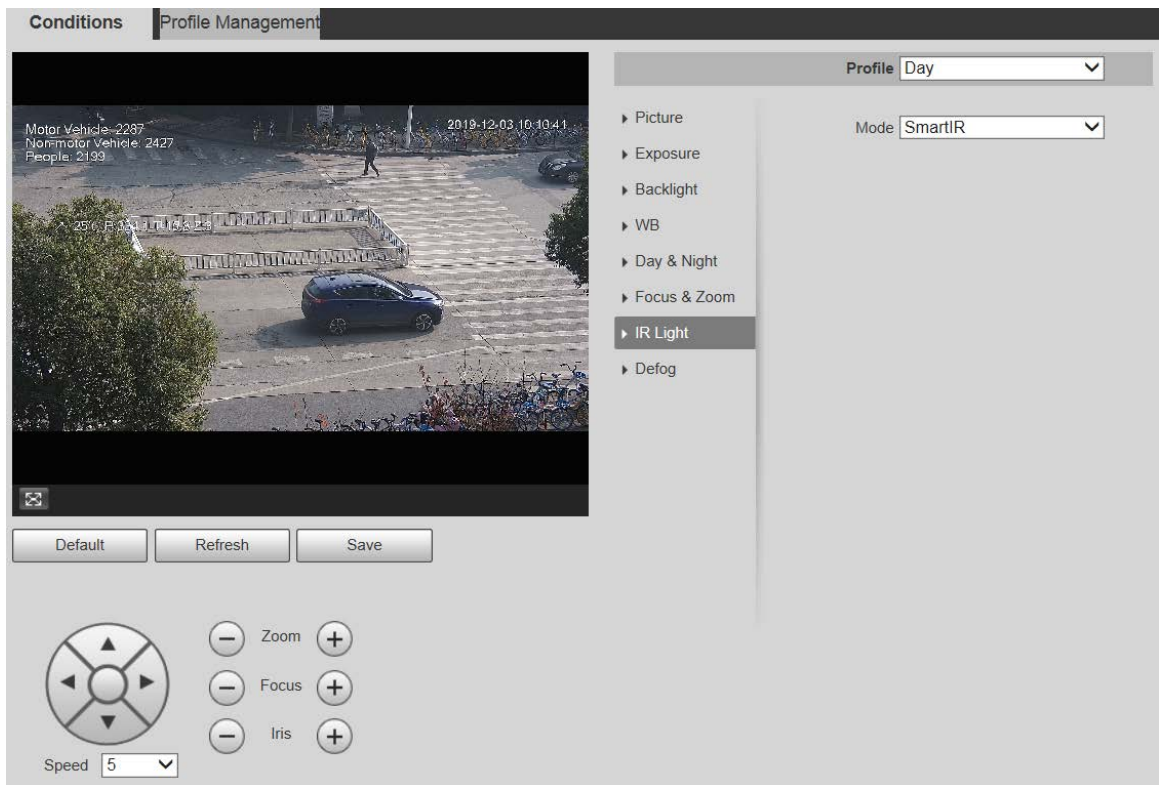 Conditions
Profile Management
Motor Vehicle: 2287
Non-motor Vehicle: 2427
People: 2199
2019-12-03 10:10:41
Profile Day
Mode SmartIR
Picture
Exposure
Backlight
WB
Day & Night
Focus & Zoom
IR Light
Defog
Default
Refresh
Save
Zoom
Focus
Iris
Speed 5